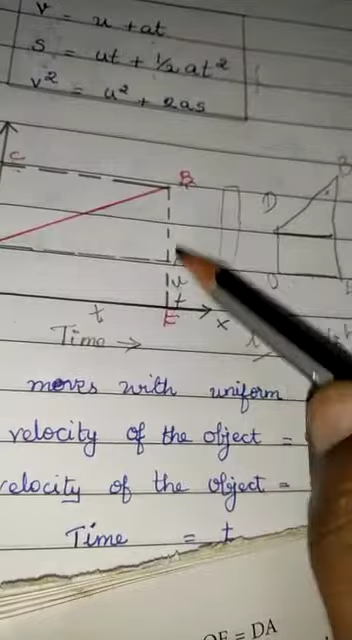 v = u + at
s = ut + 1/2 at²
v² = u² + 2as
C
B
D
B
O
u
t
t
E
x
Time →
moves with uniform
velocity of the object =
velocity of the object =
Time = t
OE = DA